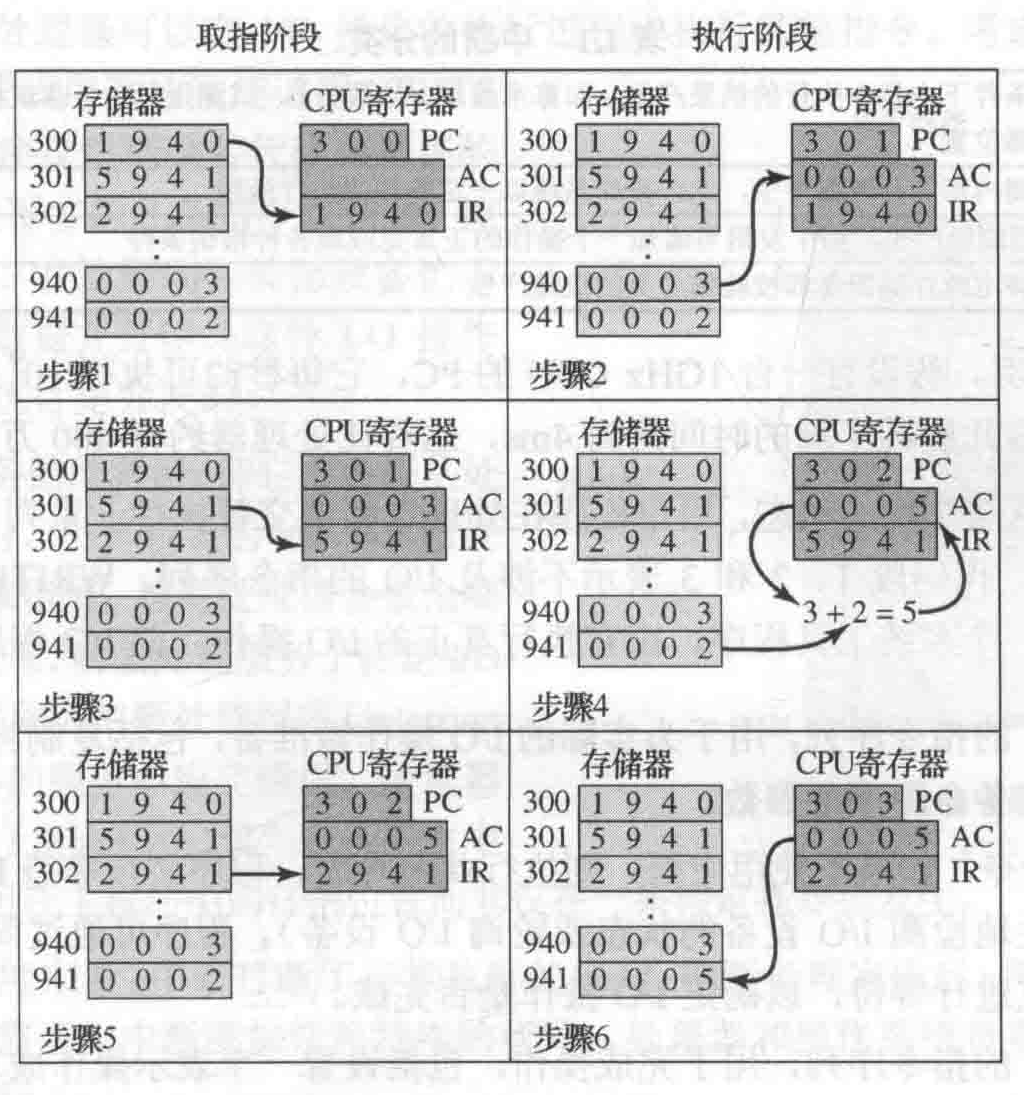 取指阶段 执行阶段
存储器 CPU寄存器
300 1 9 4 0 3 0 0 PC
301 5 9 4 1 AC
302 2 9 4 1 1 9 4 0 IR
940 0 0 0 3
941 0 0 0 2
步骤1
存储器 CPU寄存器
300 1 9 4 0 3 0 1 PC
301 5 9 4 1 0 0 0 3 AC
302 2 9 4 1 1 9 4 0 IR
940 0 0 0 3
941 0 0 0 2
步骤2
存储器 CPU寄存器
300 1 9 4 0 3 0 1 PC
301 5 9 4 1 0 0 0 3 AC
302 2 9 4 1 5 9 4 1 IR
940 0 0 0 3
941 0 0 0 2
步骤3
存储器 CPU寄存器
300 1 9 4 0 3 0 2 PC
301 5 9 4 1 0 0 0 5 AC
302 2 9 4 1 5 9 4 1 IR
940 0 0 0 3 3 + 2 = 5
941 0 0 0 2
步骤4
存储器 CPU寄存器
300 1 9 4 0 3 0 2 PC
301 5 9 4 1 0 0 0 5 AC
302 2 9 4 1 2 9 4 1 IR
940 0 0 0 3
941 0 0 0 2
步骤5
存储器 CPU寄存器
300 1 9 4 0 3 0 3 PC
301 5 9 4 1 0 0 0 5 AC
302 2 9 4 1 2 9 4 1 IR
940 0 0 0 3
941 0 0 0 5
步骤6